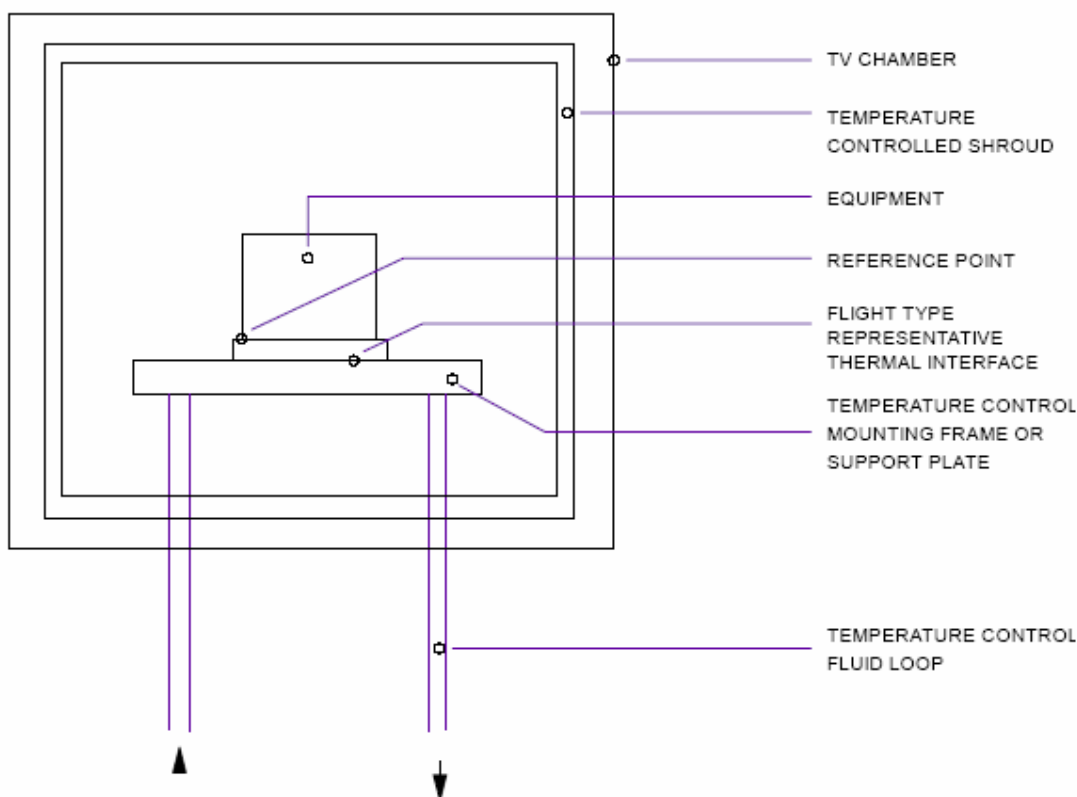 TV CHAMBER
TEMPERATURE
CONTROLLED SHROUD
EQUIPMENT
REFERENCE POINT
FLIGHT TYPE
REPRESENTATIVE
THERMAL INTERFACE
TEMPERATURE CONTROL
MOUNTING FRAME OR
SUPPORT PLATE
TEMPERATURE CONTROL
FLUID LOOP